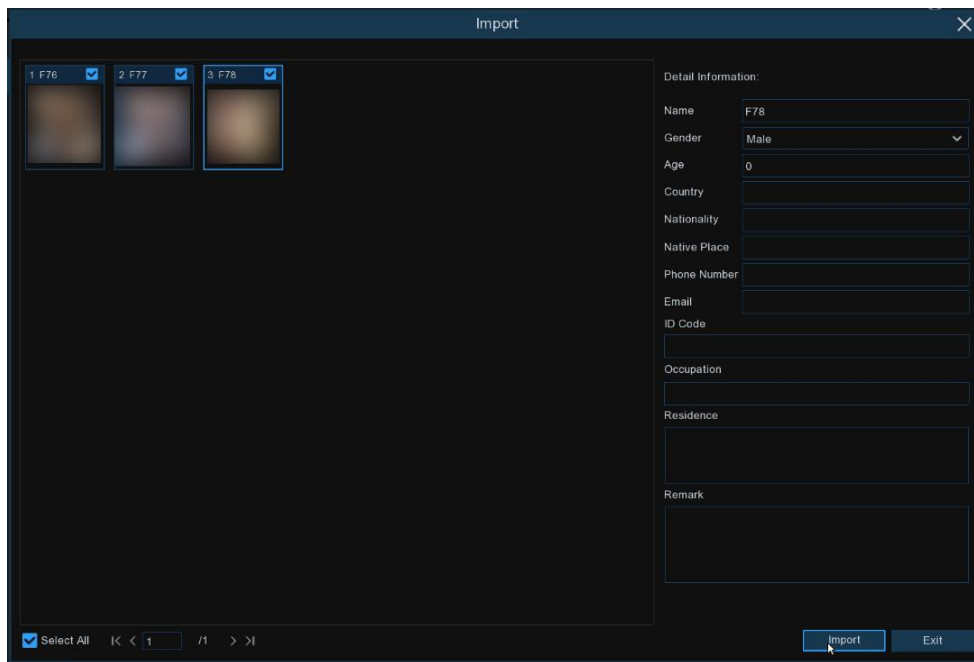 Import
1 F76
2 F77
3 F78
Detail Information:
Name F78
Gender Male
Age 0
Country
Nationality
Native Place
Phone Number
Email
ID Code
Occupation
Residence
Remark
Select All 1 /1
Import Exit